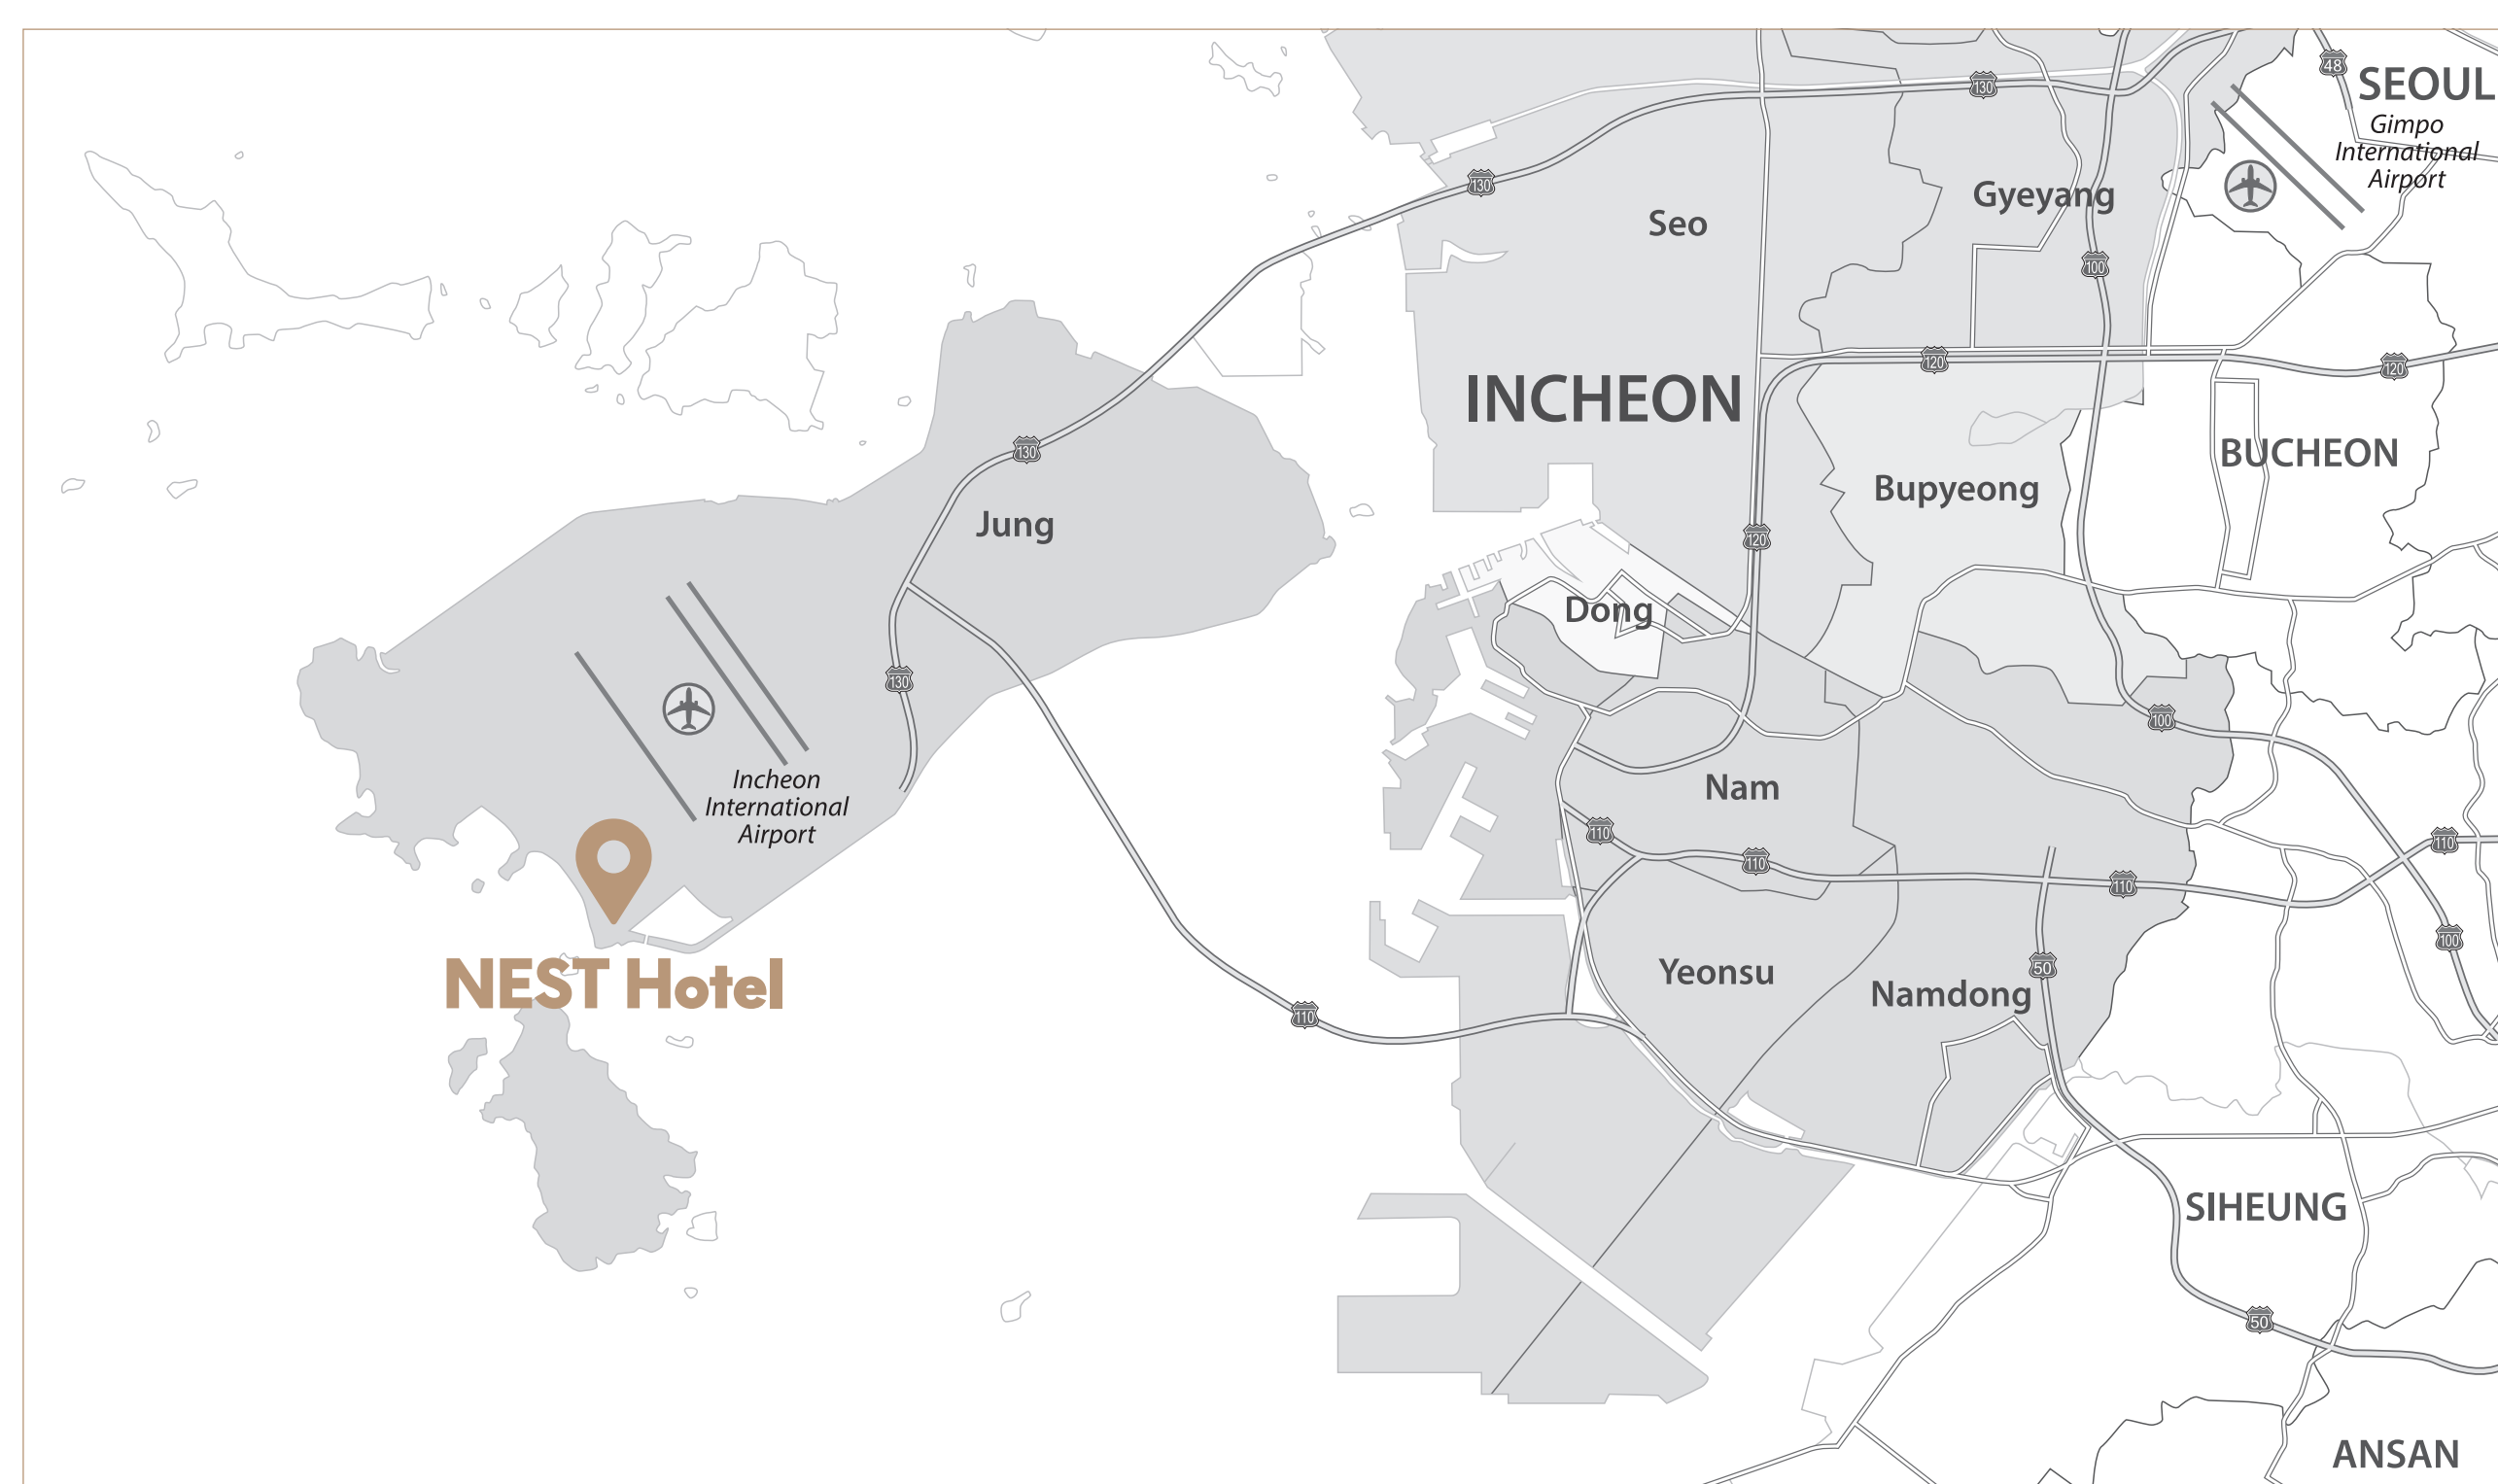 48
SEOUL
Gimpo
International
Airport
130
130
Gyeyang
Seo
100
120
120
INCHEON
BUCHEON
130
Bupyeong
Jung
120
Dong
130
100
Incheon
International
Airport
Nam
110
110
110
110
100
NEST Hotel
Yeonsu
50
Namdong
110
SIHEUNG
50
ANSAN